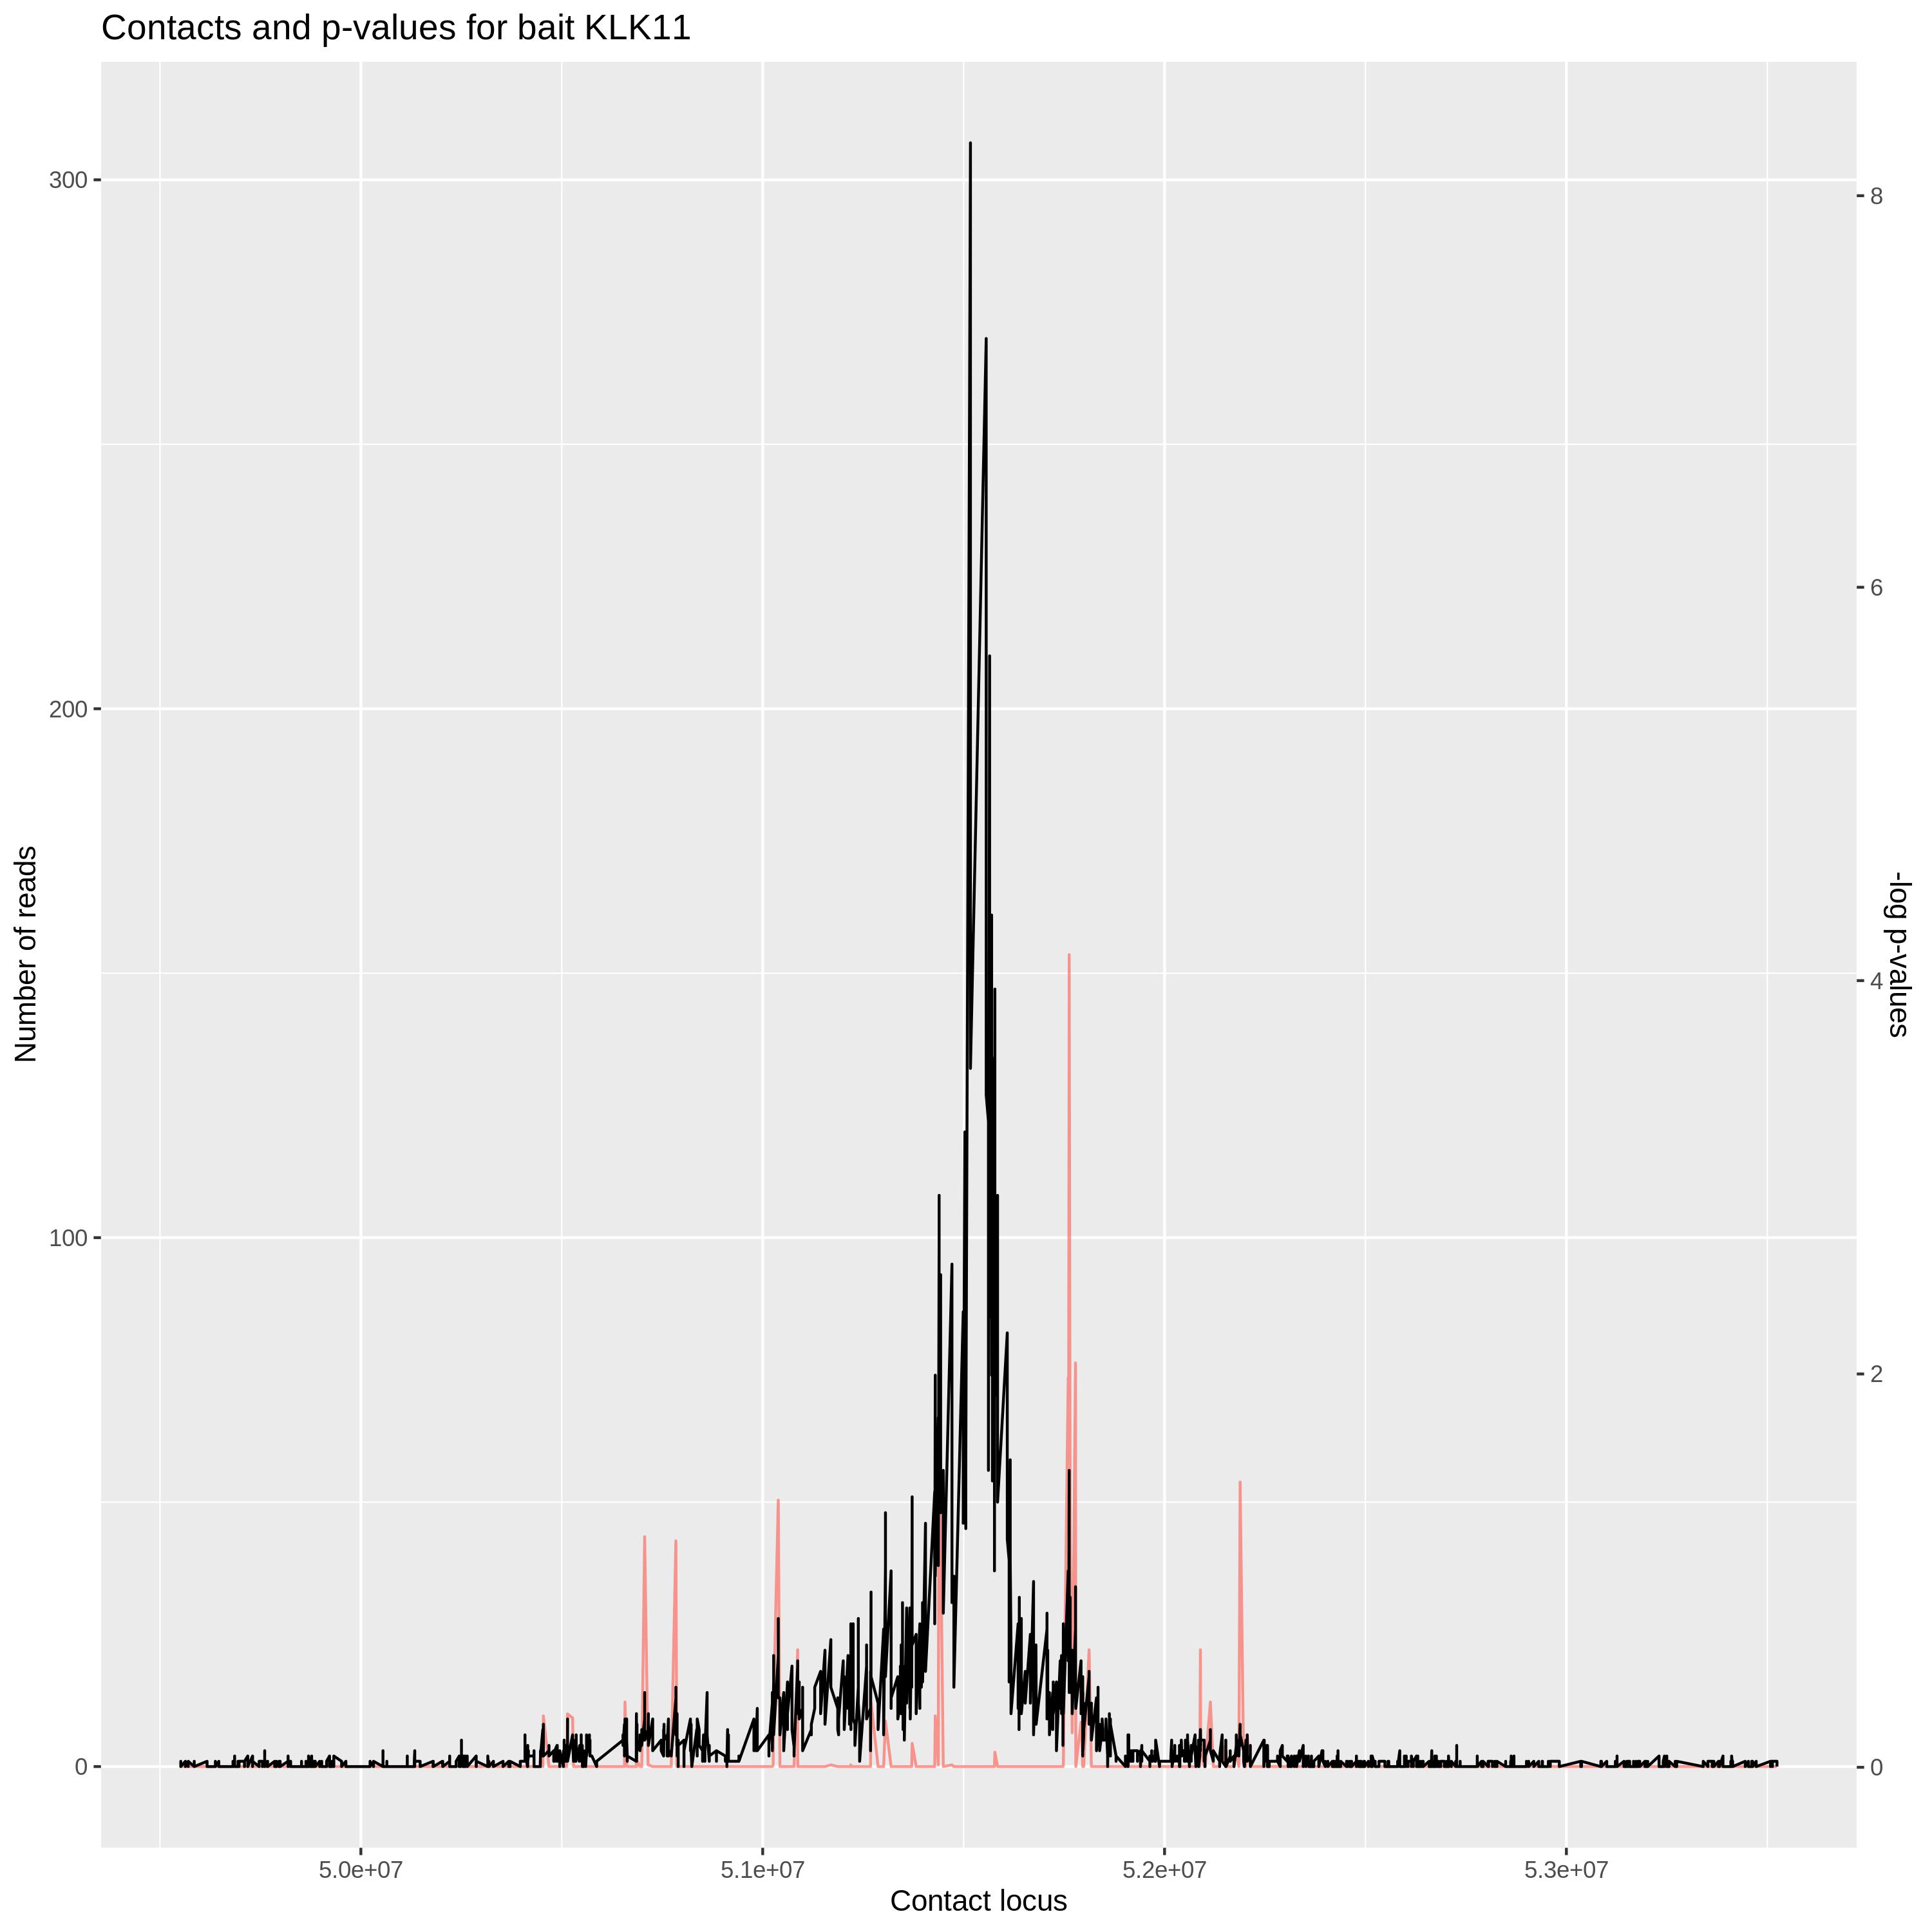 Contacts and p-values for bait KLK11
300
200
100
0
Number of reads
8
6
4
2
0
-log p-values
5.0e+07
5.1e+07
5.2e+07
5.3e+07
Contact locus